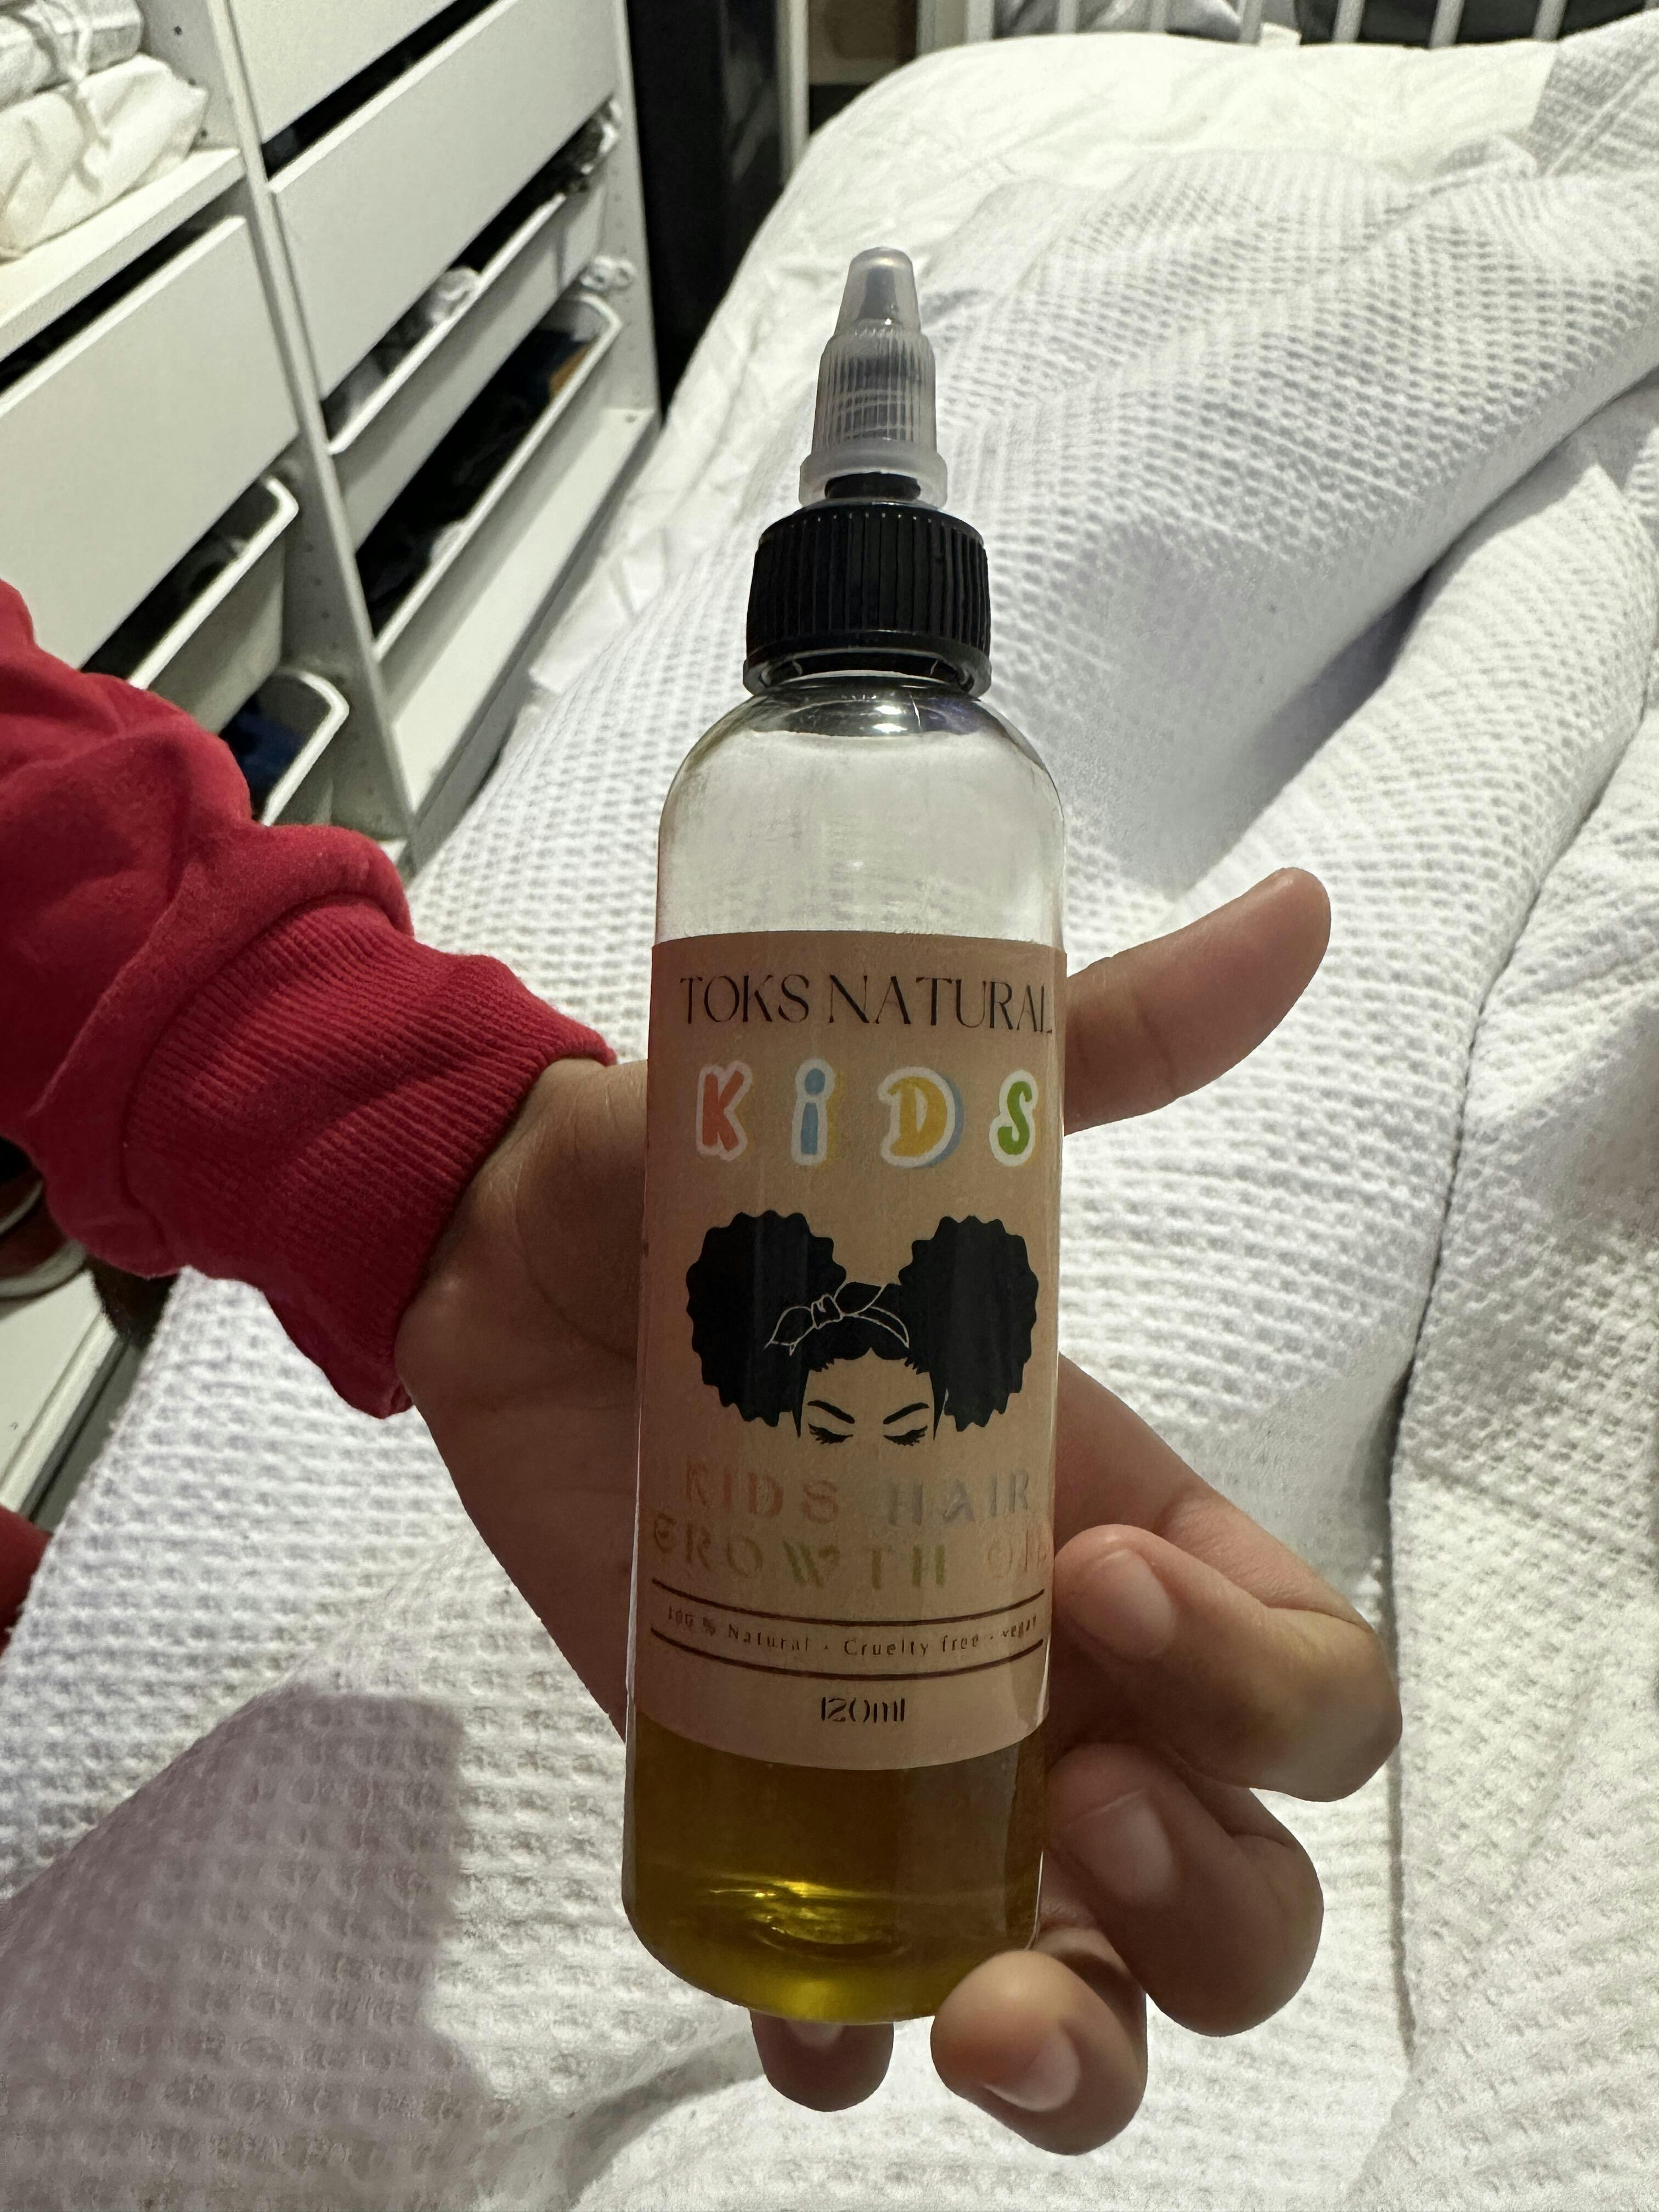 TOKS NATURAL
KiDS
KIDS HAIR
GROWTH OIL
100 % Natural · Cruelty free · vegan
120ml